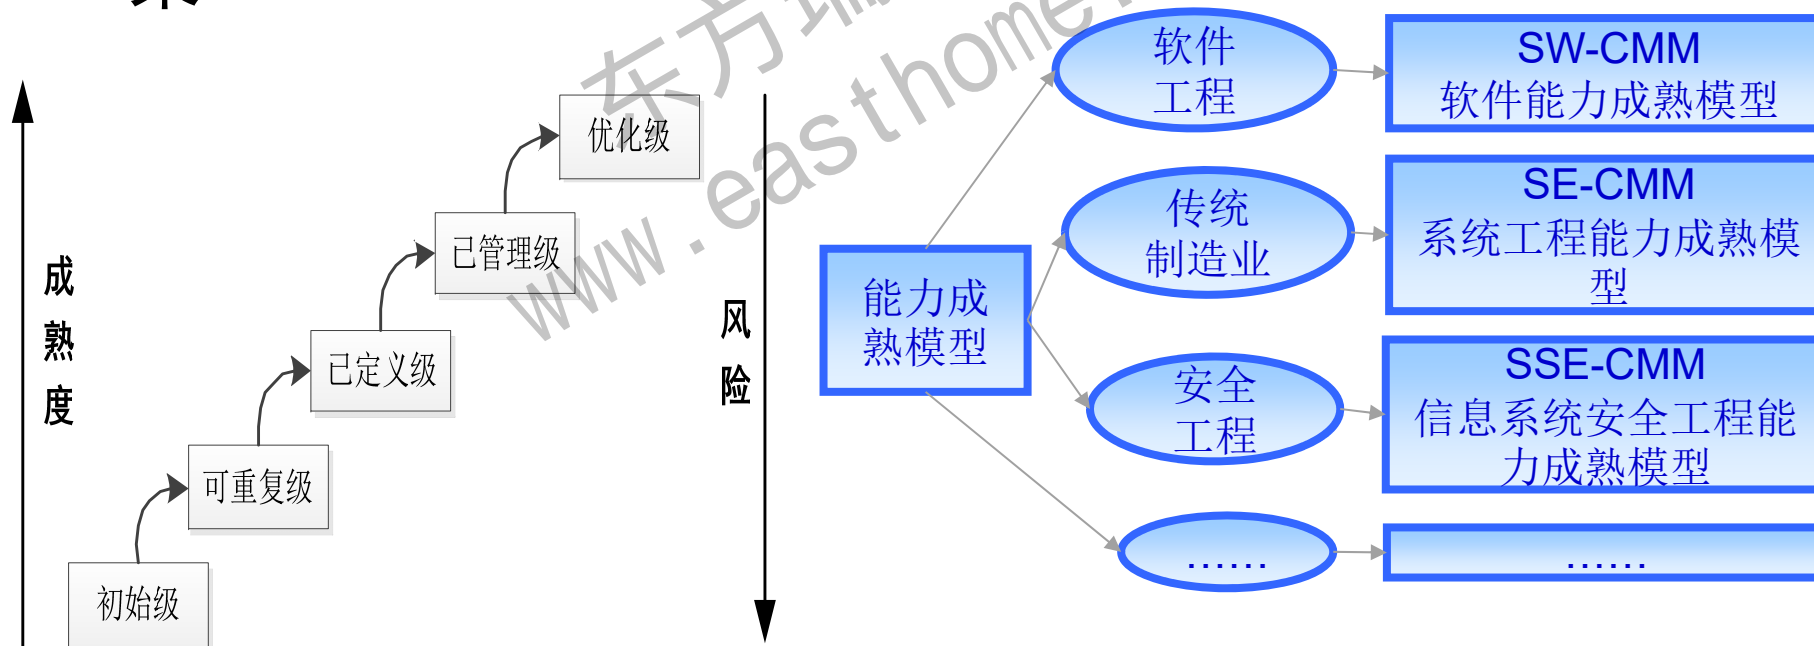 优化级
已管理级
已定义级
可重复级
初始级
成
熟
度
风
险
能力成
熟模型
软件
工程
SW-CMM
软件能力成熟模型
传统
制造业
SE-CMM
系统工程能力成熟模
型
安全
工程
SSE-CMM
信息系统安全工程能
力成熟模型
......
......
东方瑞
www.easthome